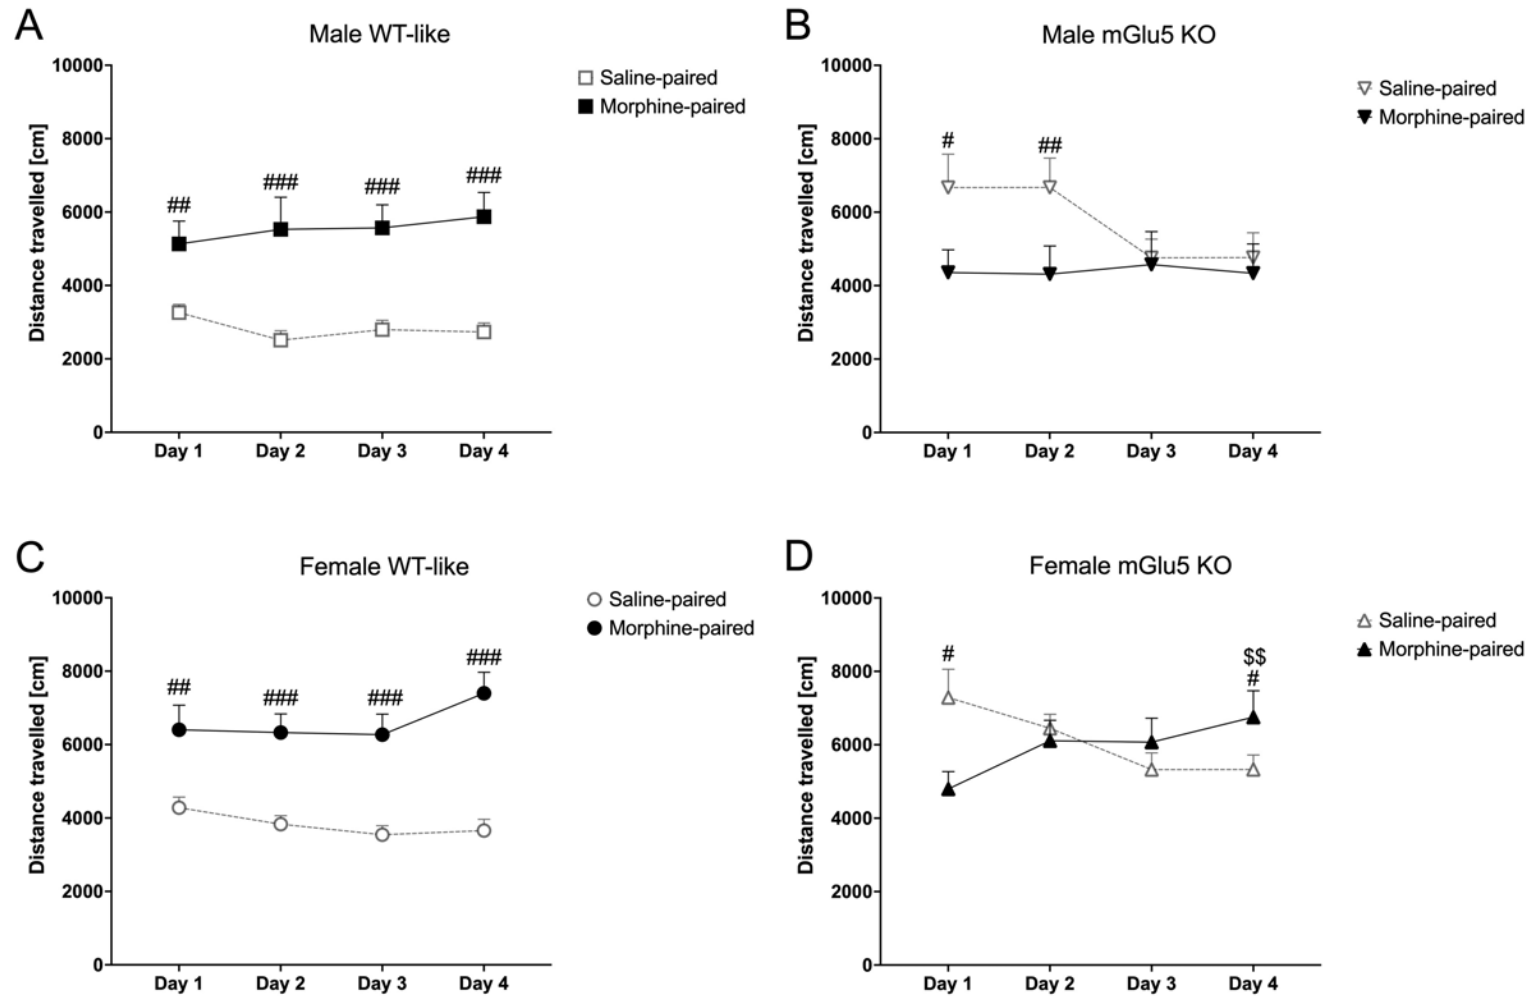 A
Male WT-like
10000
8000
6000
4000
2000
0
Distance travelled [cm]
Saline-paired
Morphine-paired
##
###
###
###
Day 1 Day 2 Day 3 Day 4
B
Male mGlu5 KO
10000
8000
6000
4000
2000
0
Distance travelled [cm]
Saline-paired
Morphine-paired
#
##
Day 1 Day 2 Day 3 Day 4
C
Female WT-like
10000
8000
6000
4000
2000
0
Distance travelled [cm]
Saline-paired
Morphine-paired
##
###
###
###
Day 1 Day 2 Day 3 Day 4
D
Female mGlu5 KO
10000
8000
6000
4000
2000
0
Distance travelled [cm]
Saline-paired
Morphine-paired
#
$$
#
Day 1 Day 2 Day 3 Day 4